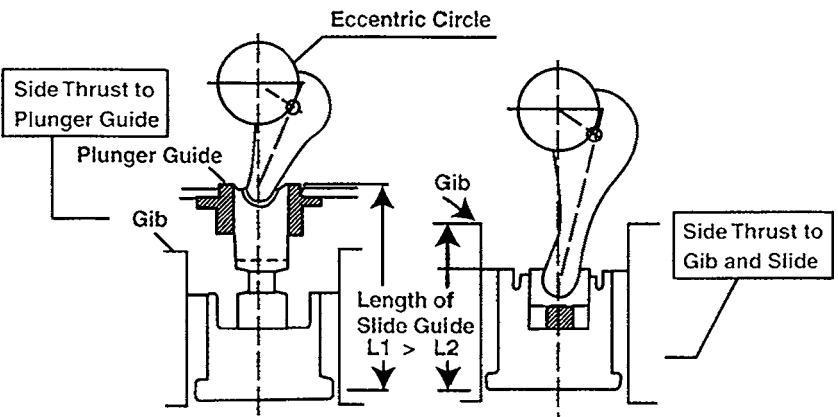 Eccentric Circle
Side Thrust to
Plunger Guide
Plunger Guide
Gib
Length of
Slide Guide
L1 > L2
Gib
Side Thrust to
Gib and Slide